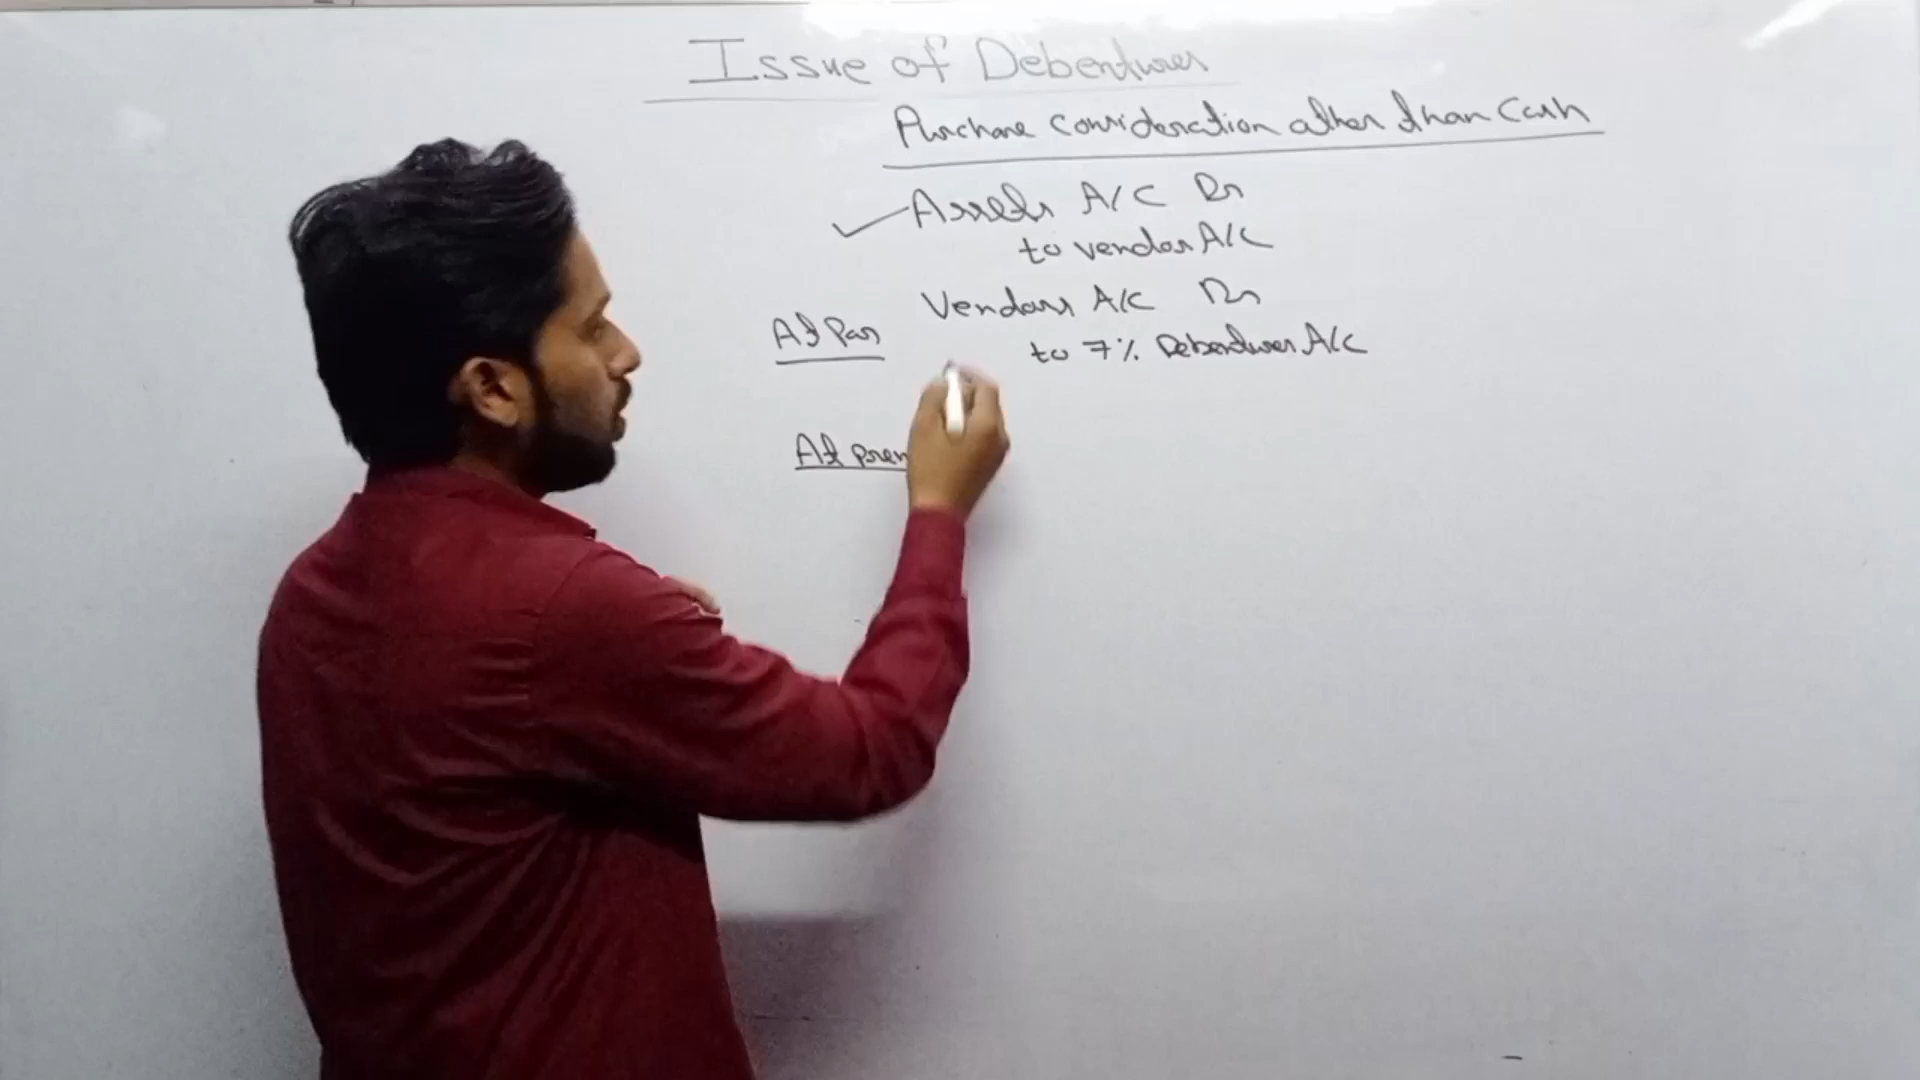 Issue of Debentures
Purchase consideration other than Cash
Assets A/C Dr
to vendor A/C
Vendors A/C Dr
At Par
to 7% Debentures A/C
At prem